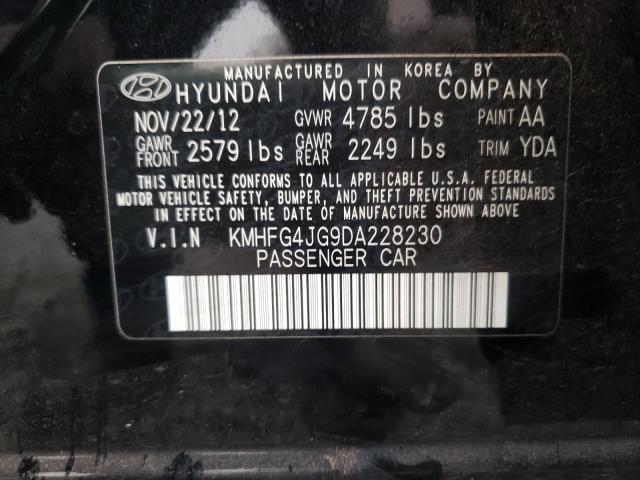 MANUFACTURED IN KOREA BY
HYUNDAI MOTOR COMPANY
NOV/22/12 GVWR 4785 lbs PAINT AA
GAWR FRONT 2579 lbs GAWR REAR 2249 lbs TRIM YDA
THIS VEHICLE CONFORMS TO ALL APPLICABLE U.S.A. FEDERAL
MOTOR VEHICLE SAFETY, BUMPER, AND THEFT PREVENTION STANDARDS
IN EFFECT ON THE DATE OF MANUFACTURE SHOWN ABOVE.
V.I.N KMHFG4JG9DA228230
PASSENGER CAR